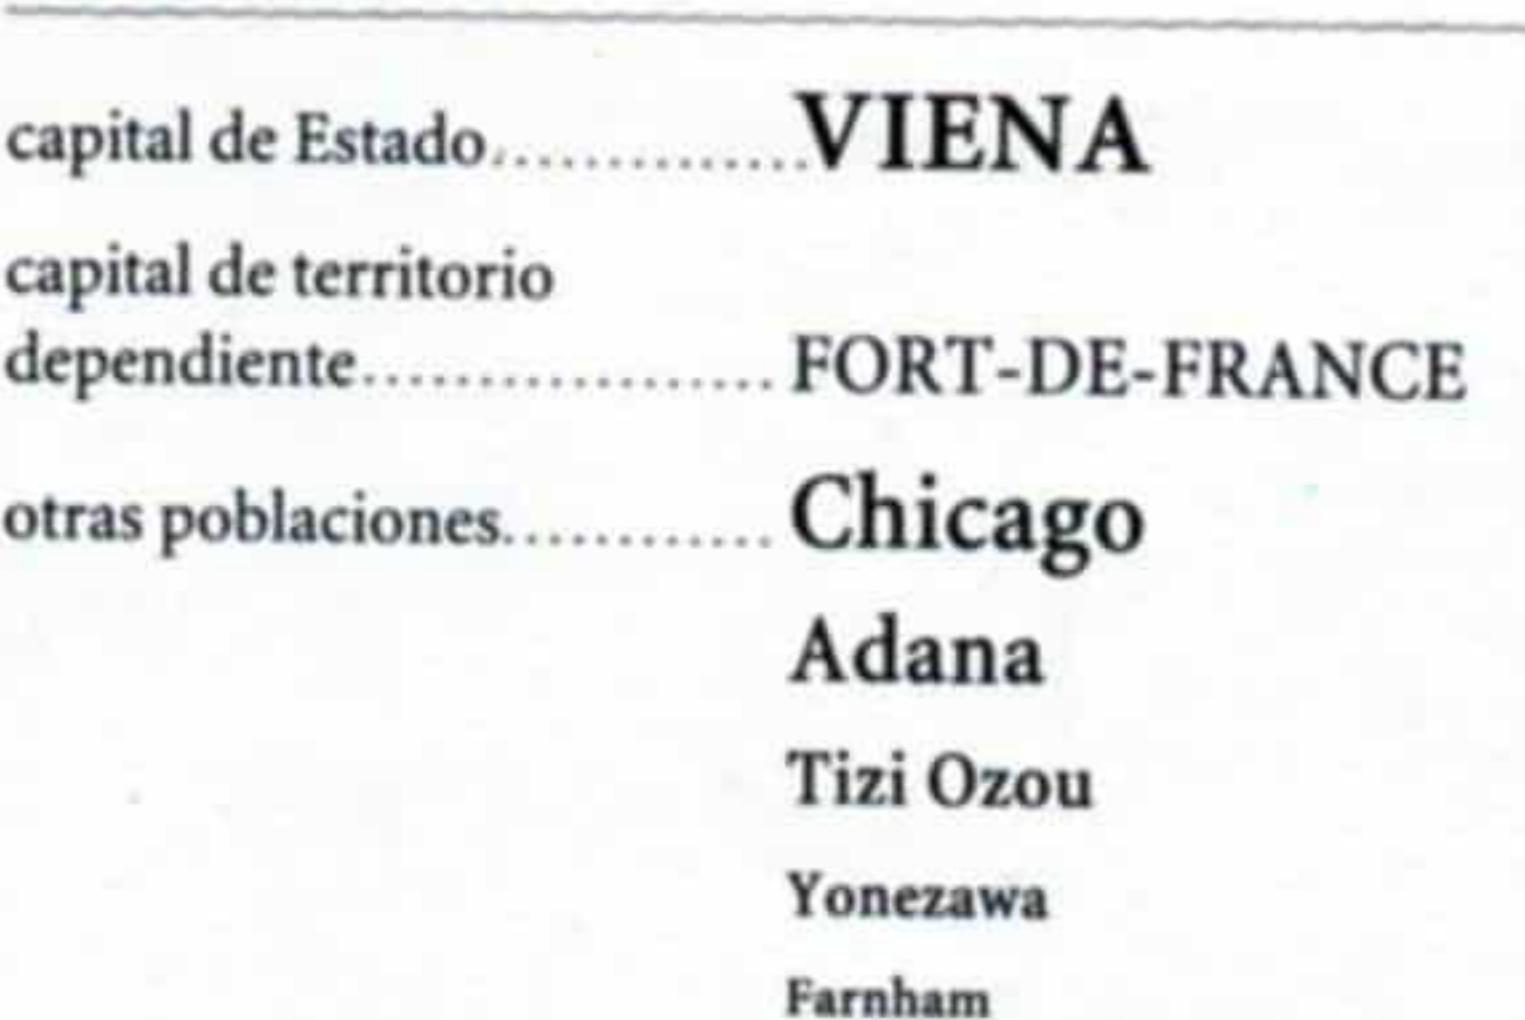 capital de Estado..............VIENA
capital de territorio
dependiente.................. FORT-DE-FRANCE
otras poblaciones............ Chicago
Adana
Tizi Ozou
Yonezawa
Farnham